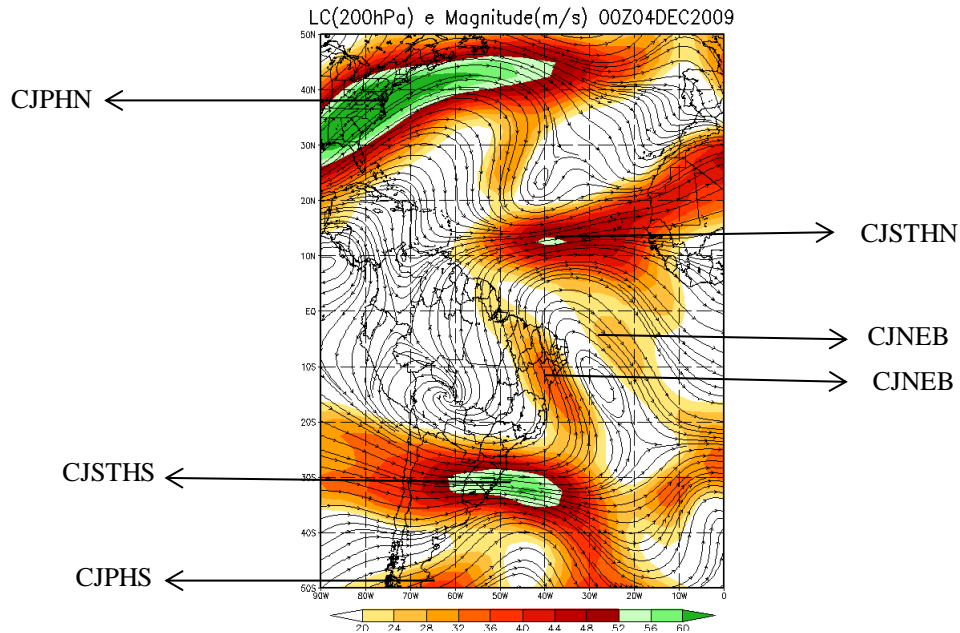 LC(200hPa) e Magnitude(m/s) 00Z04DEC2009
50N
40N
30N
20N
10N
EQ
10S
20S
30S
40S
50S
90W 80W 70W 60W 50W 40W 30W 20W 10W 0
CJPHN
CJSTHN
CJNEB
CJNEB
CJSTHS
CJPHS
20 24 28 32 36 40 44 48 52 56 60